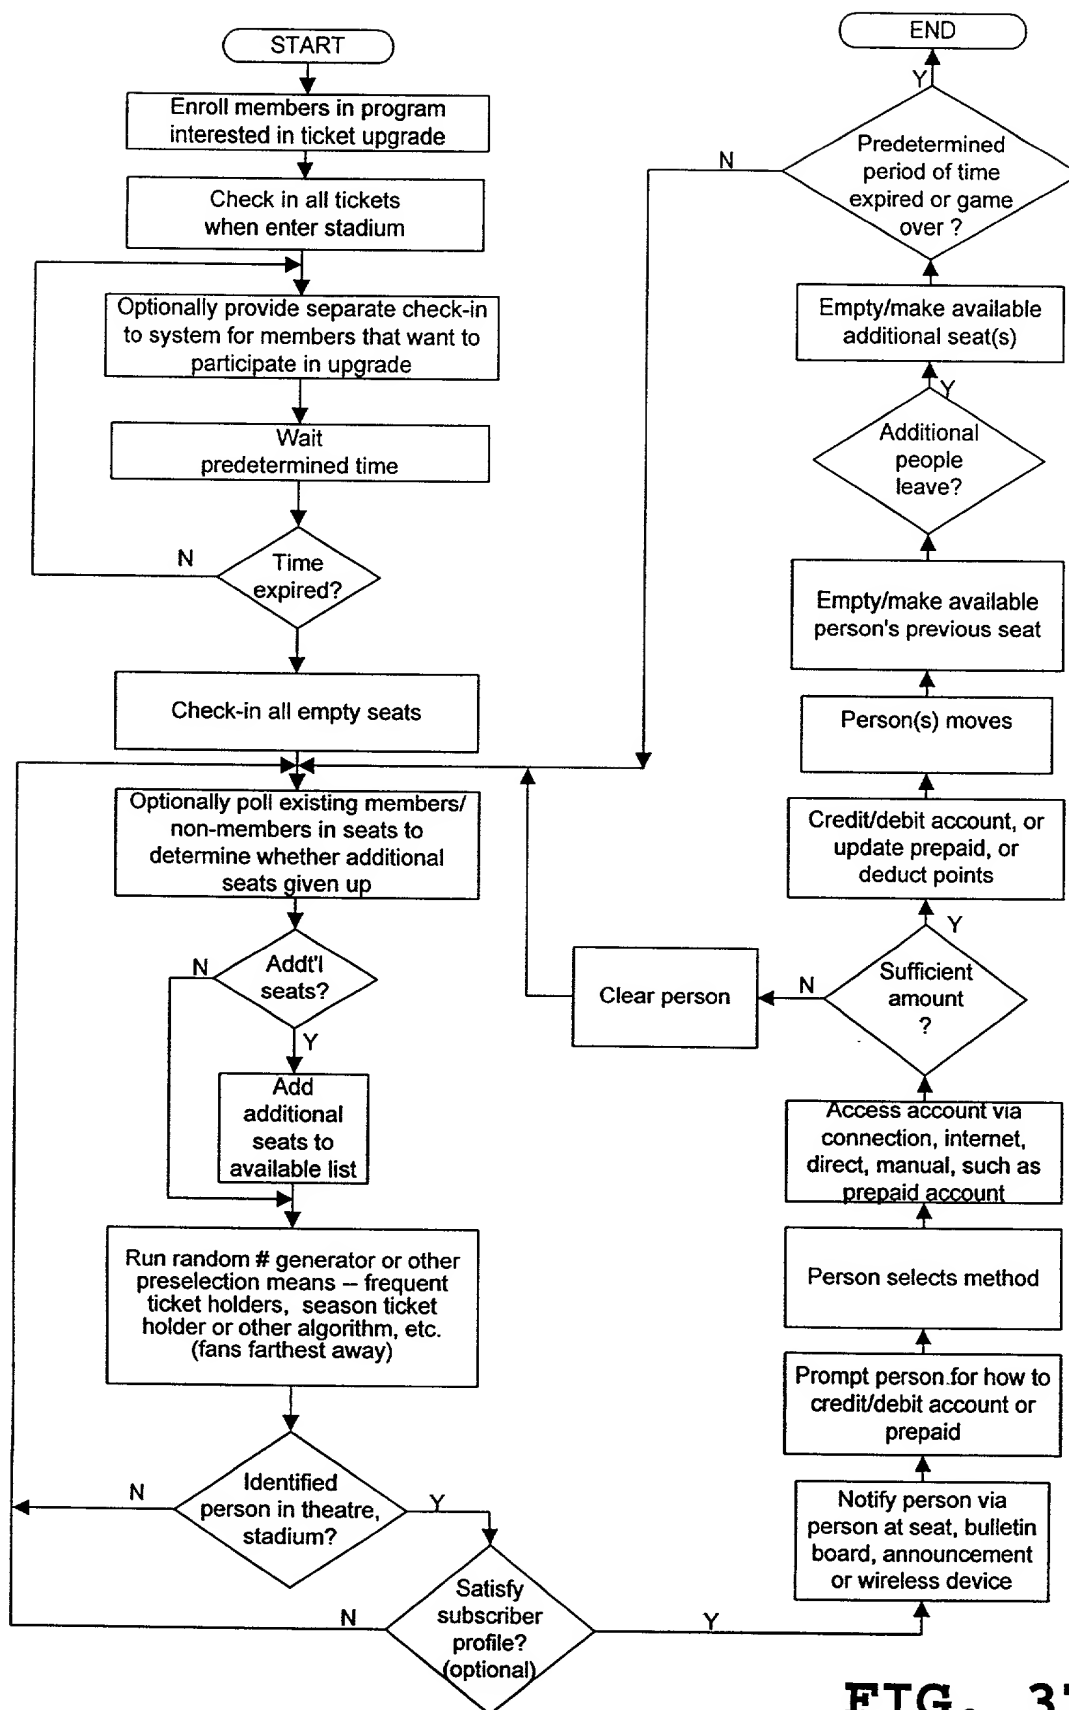 START
Enroll members in program
interested in ticket upgrade
Check in all tickets
when enter stadium
Optionally provide separate check-in
to system for members that want to
participate in upgrade
Wait
predetermined time
N
Time
expired?
Check-in all empty seats
Optionally poll existing members/
non-members in seats to
determine whether additional
seats given up
N
Addt'l
seats?
Y
Add
additional
seats to
available list
Run random # generator or other
preselection means -- frequent
ticket holders, season ticket
holder or other algorithm, etc.
(fans farthest away)
N
Identified
person in theatre,
stadium?
Y
N
Satisfy
subscriber
profile?
(optional)
Y
Notify person via
person at seat, bulletin
board, announcement
or wireless device
Prompt person.for how to
credit/debit account or
prepaid
Person selects method
Access account via
connection, internet,
direct, manual, such as
prepaid account
Sufficient
amount
?
N
Clear person
Y
Credit/debit account, or
update prepaid, or
deduct points
Person(s) moves
Empty/make available
person's previous seat
Additional
people
leave?
Y
Empty/make available
additional seat(s)
Predetermined
period of time
expired or game
over ?
N
Y
END
FIG. 37